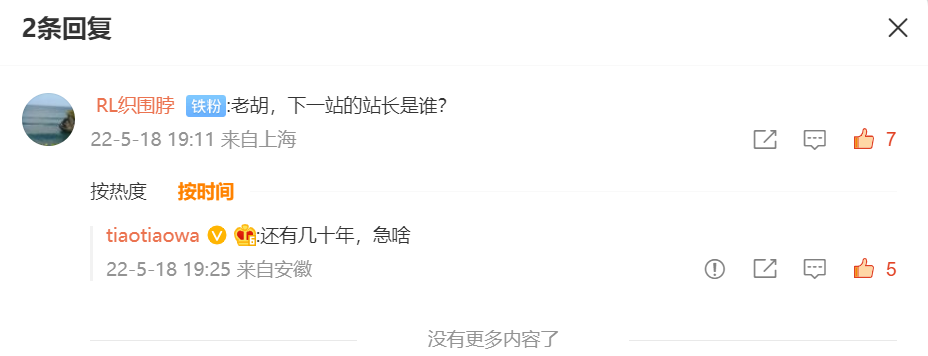 2条回复
RL织围脖 铁粉:老胡，下一站的站长是谁?
22-5-18 19:11 来自上海
7
按热度 按时间
tiaotiaowa :还有几十年，急啥
22-5-18 19:25 来自安徽
5
没有更多内容了